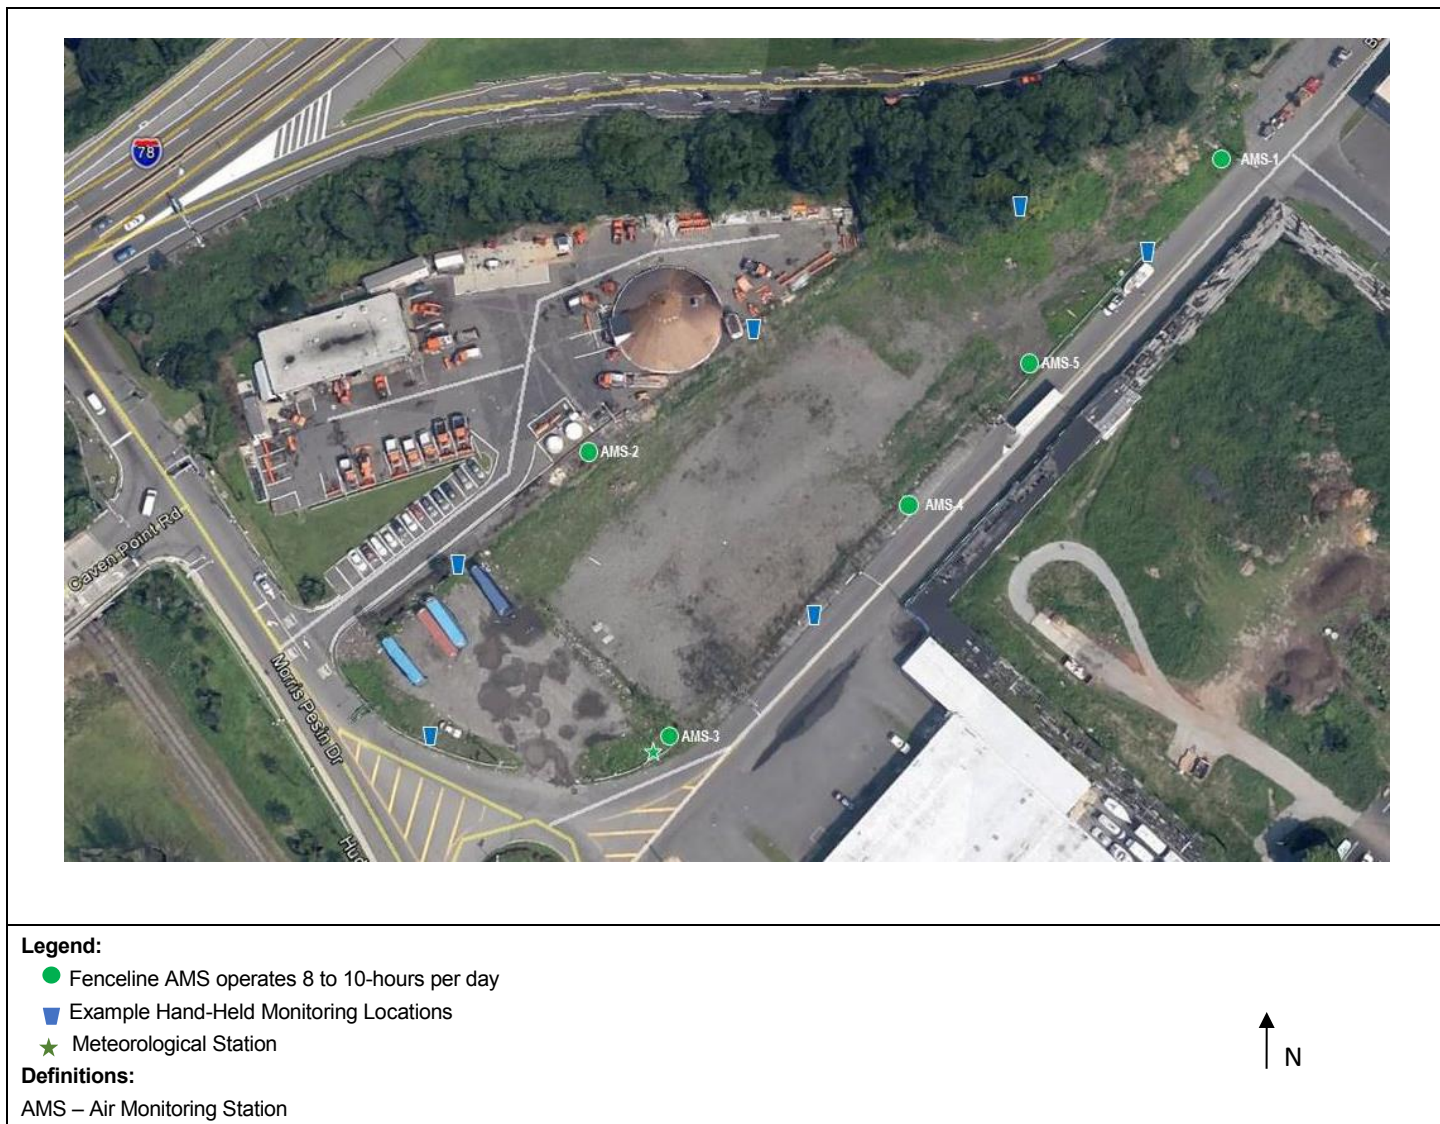 78
B
AMS-1
AMS-5
AMS-2
AMS-4
Caven Point Rd
Morris Pesin Dr
AMS-3
Hud
Legend:
Fenceline AMS operates 8 to 10-hours per day
Example Hand-Held Monitoring Locations
Meteorological Station
N
Definitions:
AMS – Air Monitoring Station